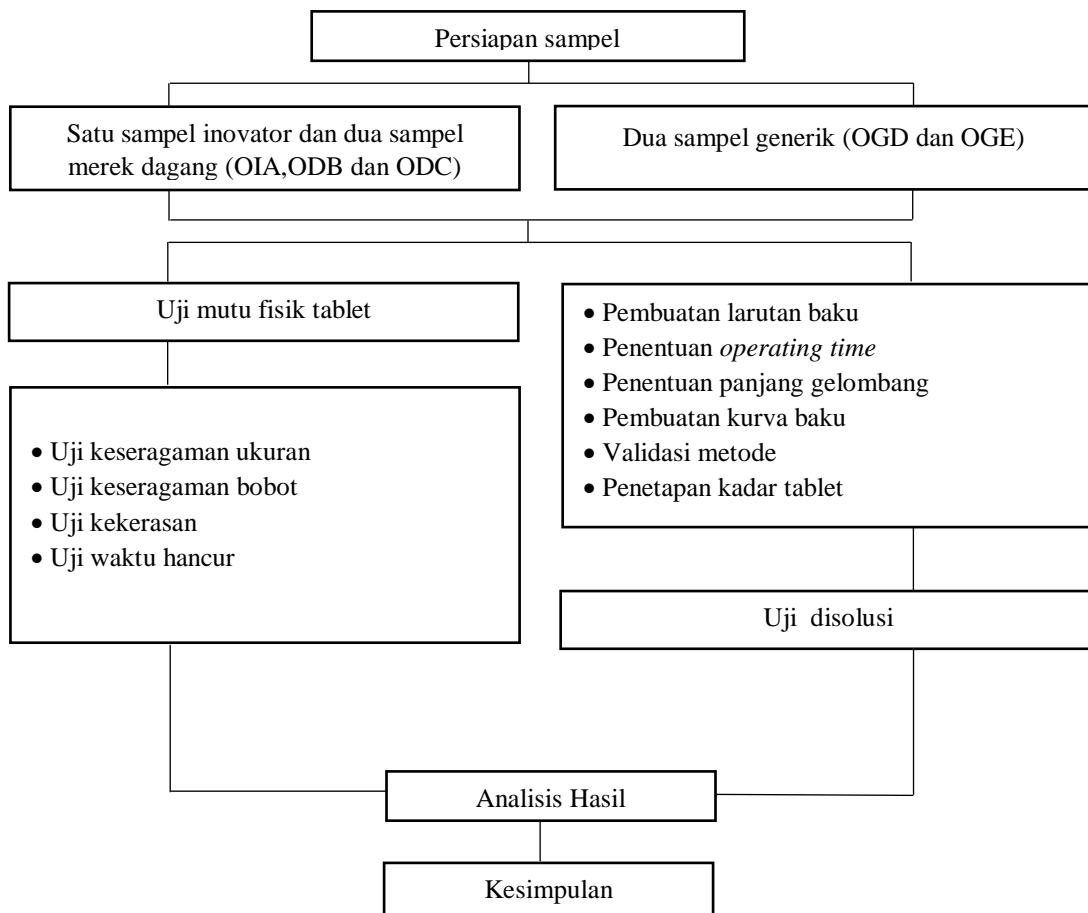 Persiapan sampel
Satu sampel inovator dan dua sampel
merek dagang (OIA,ODB dan ODC)
Dua sampel generik (OGD dan OGE)
Uji mutu fisik tablet
• Uji keseragaman ukuran
• Uji keseragaman bobot
• Uji kekerasan
• Uji waktu hancur
• Pembuatan larutan baku
• Penentuan operating time
• Penentuan panjang gelombang
• Pembuatan kurva baku
• Validasi metode
• Penetapan kadar tablet
Uji disolusi
Analisis Hasil
Kesimpulan